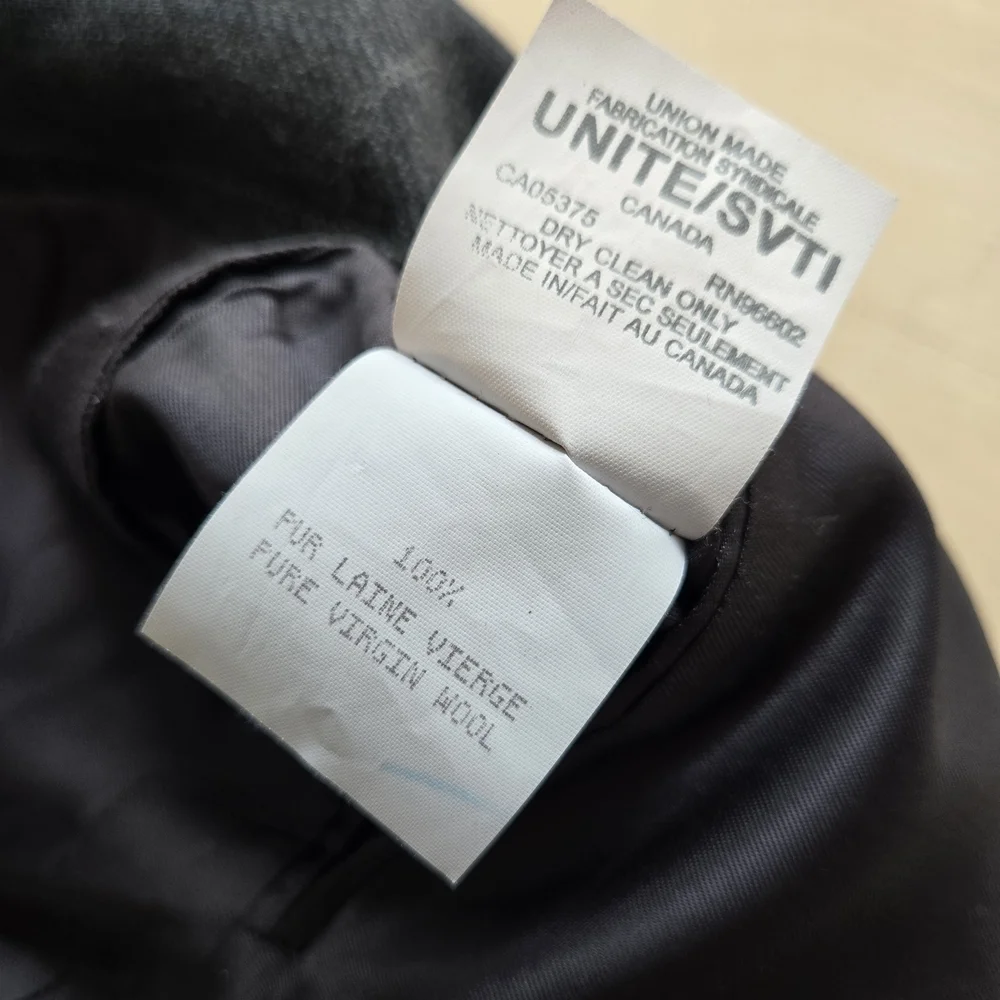 UNION MADE
FABRICATION SYNDICALE
UNITE/SVTI
CANADA
CA05375 RN96802
DRY CLEAN ONLY
NETTOYER A SEC SEULEMENT
MADE IN/FAIT AU CANADA
100%
PUR LAINE VIERGE
PURE VIRGIN WOOL